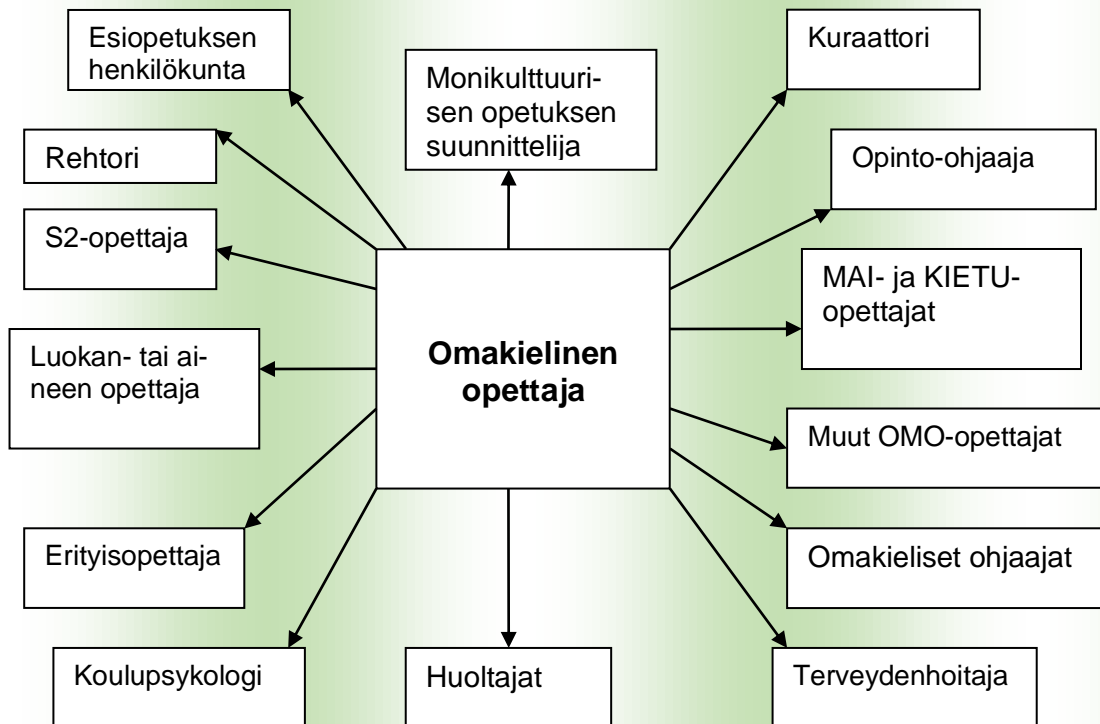 Esiopetuksen
henkilökunta
Monikulttuuri-
sen opetuksen
suunnittelija
Kuraattori
Rehtori
Opinto-ohjaaja
S2-opettaja
MAI- ja KIETU-
opettajat
Luokan- tai ai-
neen opettaja
Omakielinen
opettaja
Muut OMO-opettajat
Erityisopettaja
Omakieliset ohjaajat
Koulupsykologi
Huoltajat
Terveydenhoitaja